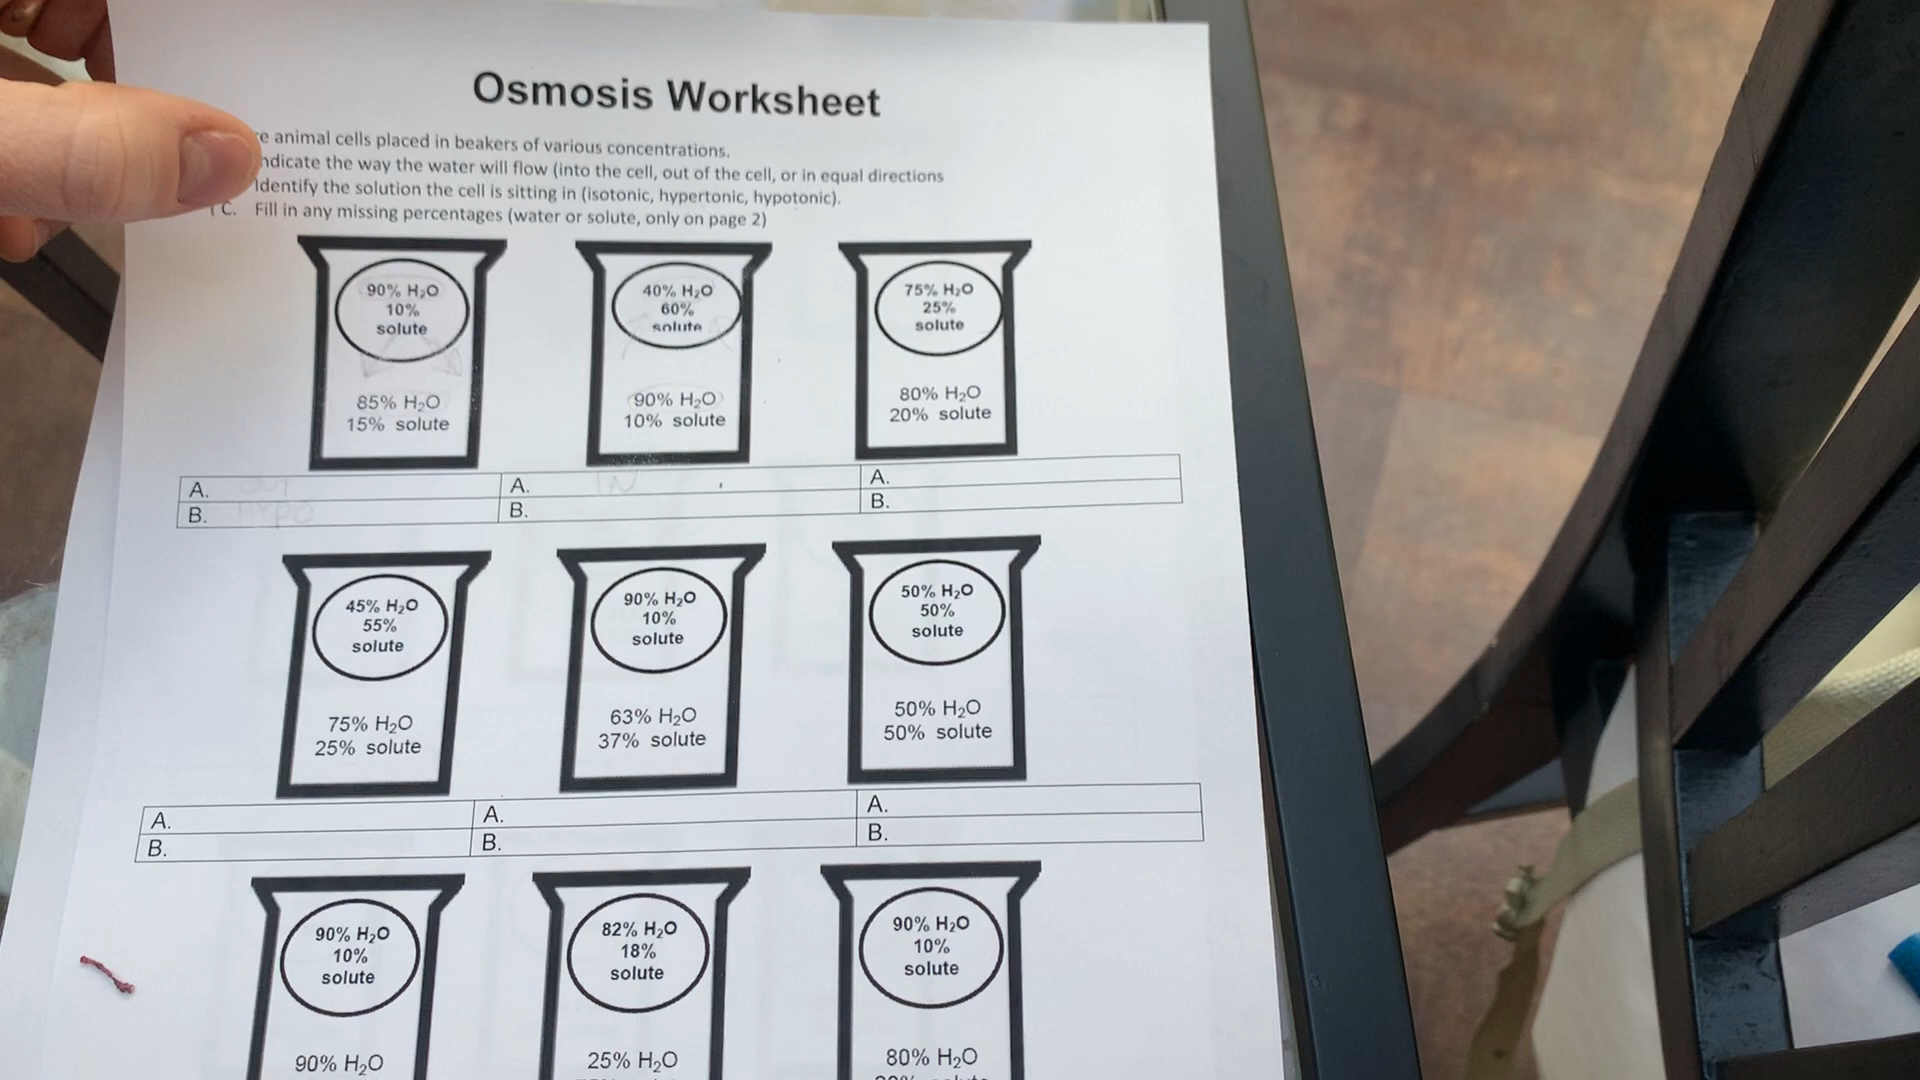 Osmosis Worksheet
animal cells placed in beakers of various concentrations.
ndicate the way the water will flow (into the cell, out of the cell, or in equal directions
Identify the solution the cell is sitting in (isotonic, hypertonic, hypotonic).
C. Fill in any missing percentages (water or solute, only on page 2)
90% H₂O
10%
solute
85% H₂O
15% solute
40% H₂O
60%
solute
90% H₂O
10% solute
75% H₂O
25%
solute
80% H₂O
20% solute
A. OUT
B. HYPO
A. IN
B.
A.
B.
45% H₂O
55%
solute
75% H₂O
25% solute
90% H₂O
10%
solute
63% H₂O
37% solute
50% H₂O
50%
solute
50% H₂O
50% solute
A.
B.
A.
B.
A.
B.
90% H₂O
10%
solute
90% H₂O
82% H₂O
18%
solute
25% H₂O
90% H₂O
10%
solute
80% H₂O